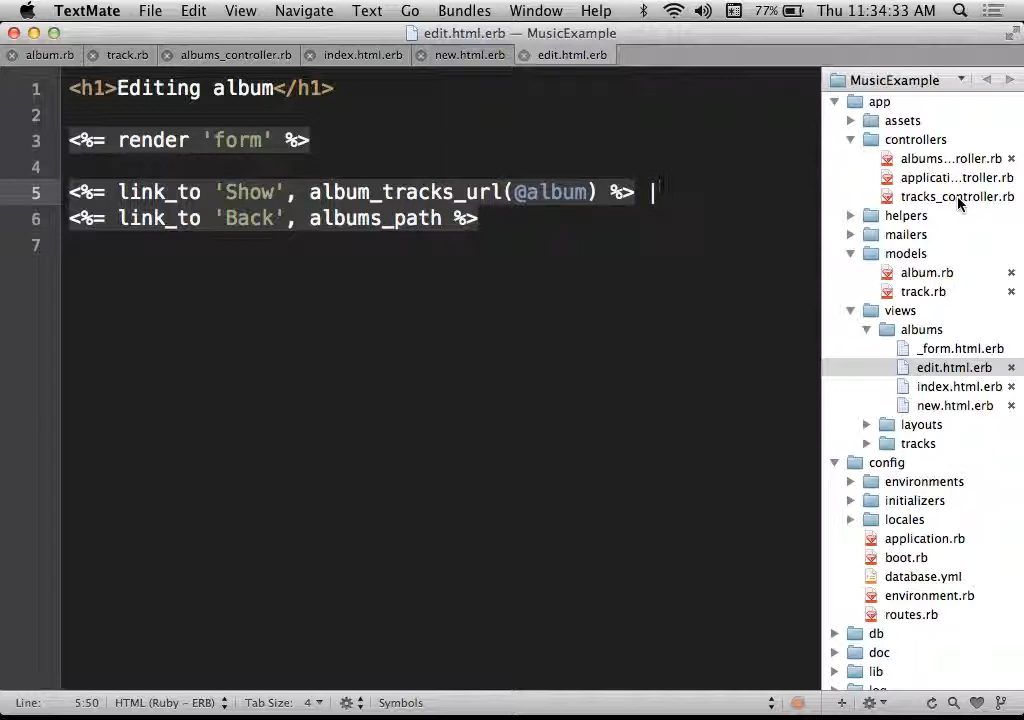 TextMate File Edit View Navigate Text Go Bundles Window Help 77% Thu 11:34:33 AM
edit.html.erb — MusicExample
album.rb track.rb albums_controller.rb index.html.erb new.html.erb edit.html.erb
MusicExample
1 <h1>Editing album</h1>
2
3 <%= render 'form' %>
4
5 <%= link_to 'Show', album_tracks_url(@album) %> |
6 <%= link_to 'Back', albums_path %>
7
app
assets
controllers
albums...roller.rb
applicati...troller.rb
tracks_controller.rb
helpers
mailers
models
album.rb
track.rb
views
albums
_form.html.erb
edit.html.erb
index.html.erb
new.html.erb
layouts
tracks
config
environments
initializers
locales
application.rb
boot.rb
database.yml
environment.rb
routes.rb
db
doc
lib
log
Line: 5:50 HTML (Ruby – ERB) Tab Size: 4 Symbols